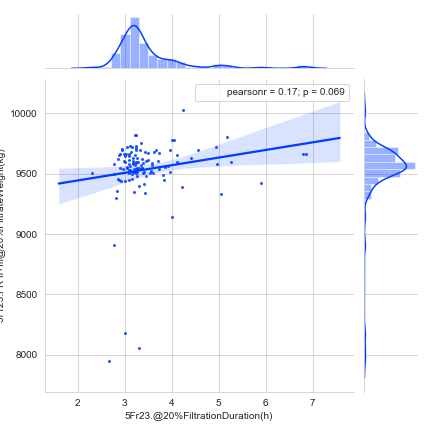 pearsonr = 0.17; p = 0.069
10000
9500
9000
8500
8000
2 3 4 5 6 7
5Fr23.@20%FiltrationDuration(h)